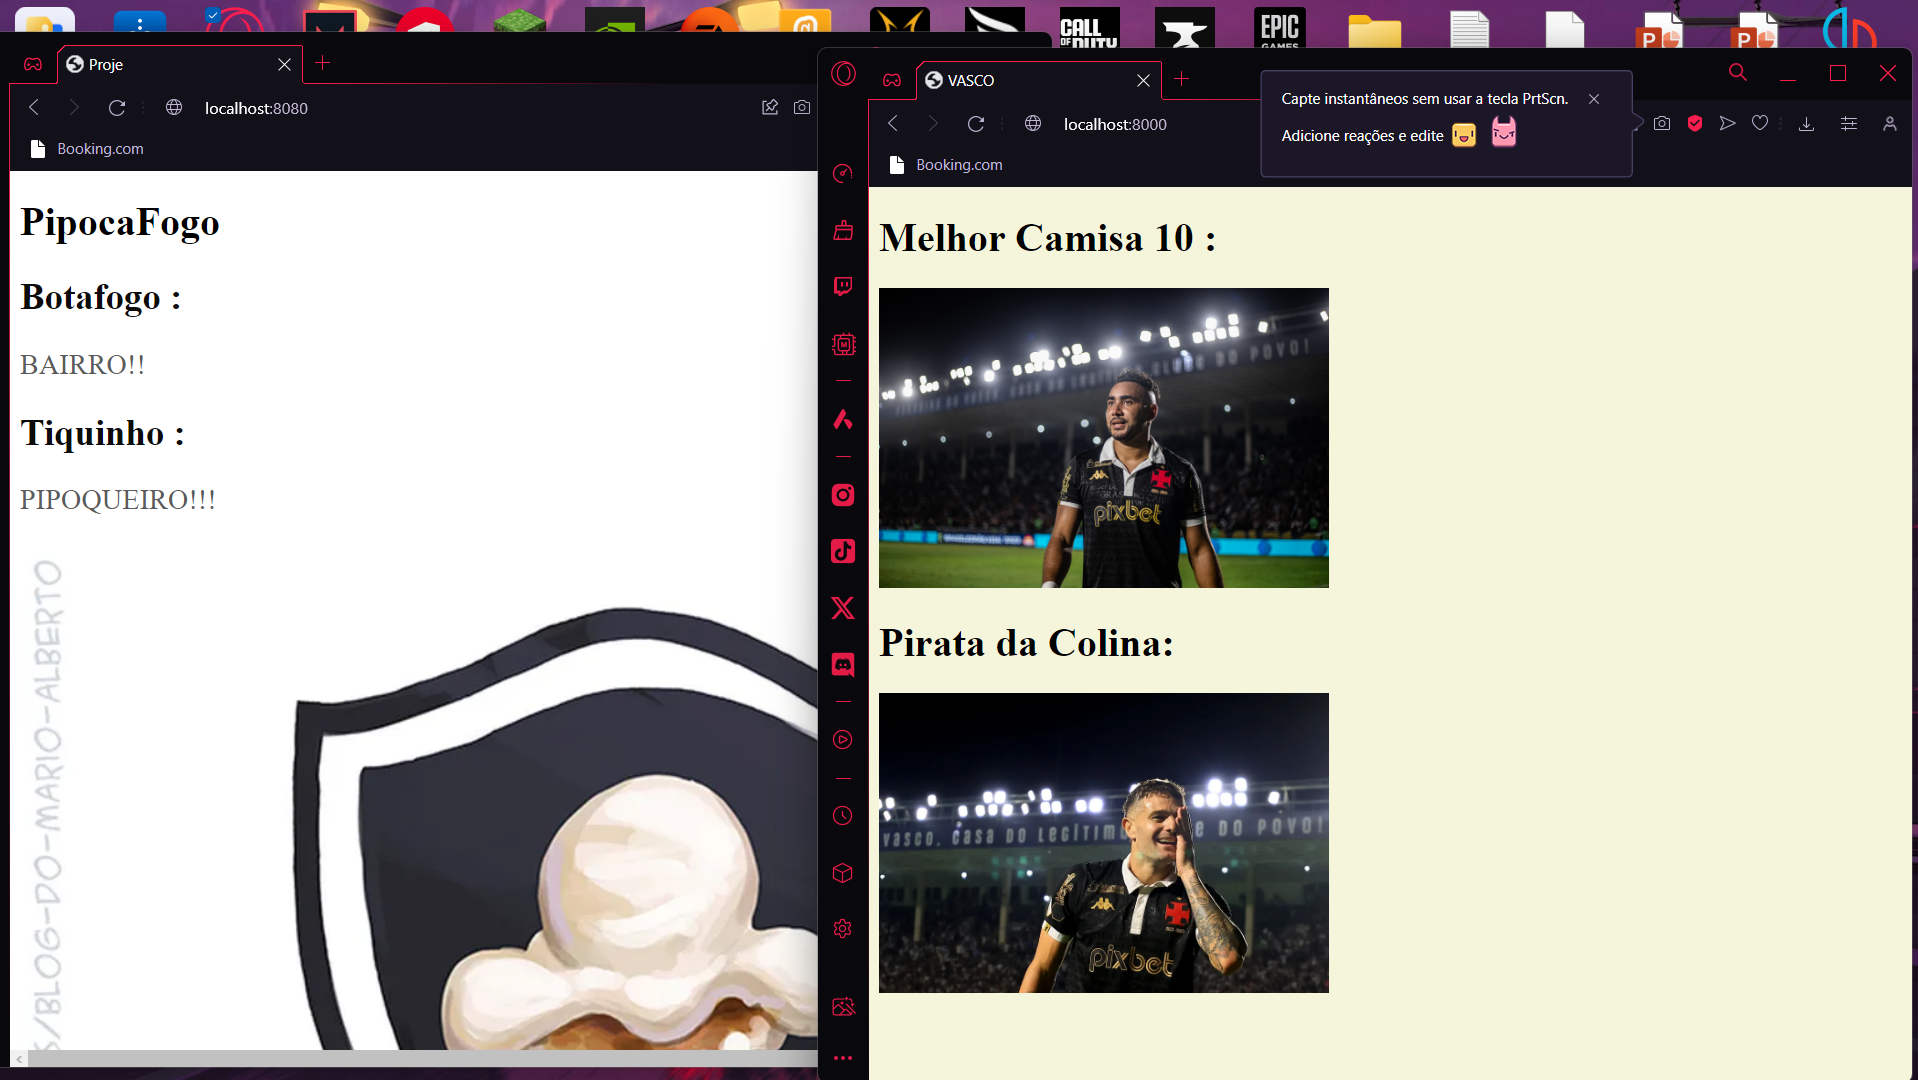 CALL
OF DUTY
EPIC
GAMES
Proje
localhost:8080
Booking.com
PipocaFogo
Botafogo :
BAIRRO!!
Tiquinho :
PIPOQUEIRO!!!
S/BLOG-DO-MARIO-ALBERTO
VASCO
localhost:8000
Capte instantâneos sem usar a tecla PrtScn.
Adicione reações e edite
Booking.com
Melhor Camisa 10 :
DO POVO!
pixbet
Pirata da Colina:
VASCO, CASA DO LEGÍTIM
E DO POVO!
pixbet